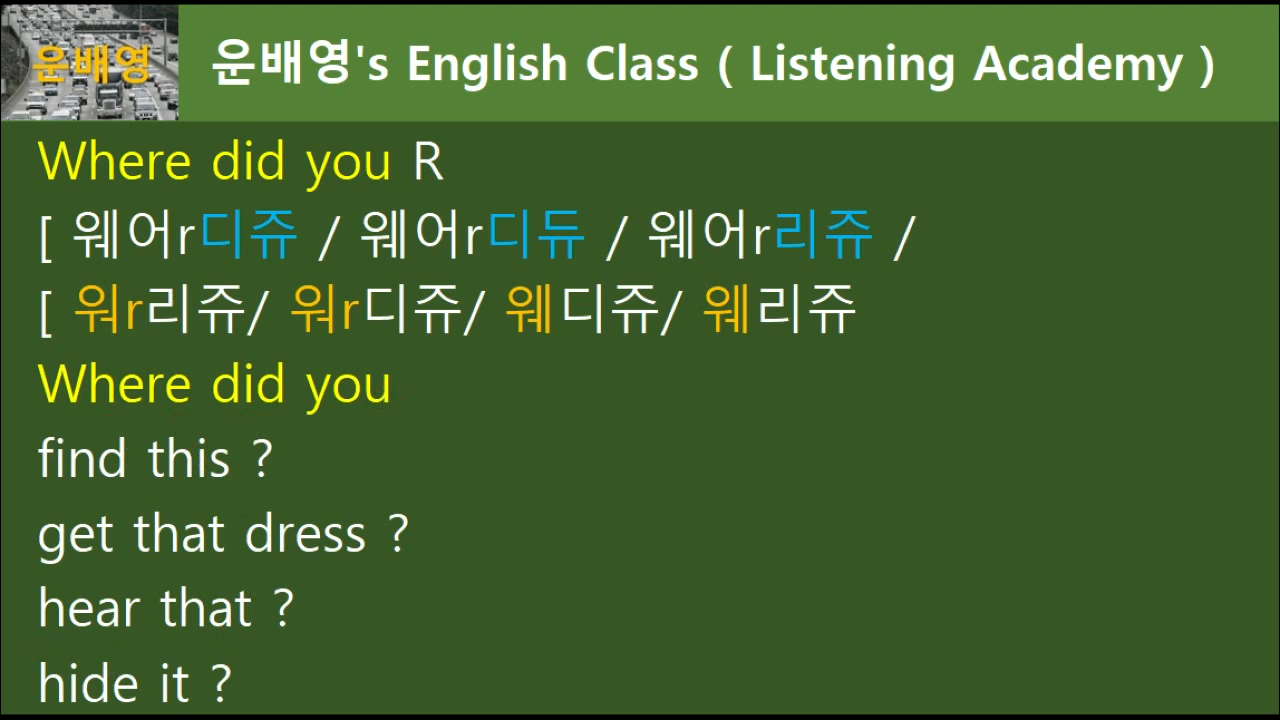 운배영
운배영's English Class ( Listening Academy )
Where did you R
[ 웨어r디쥬 / 웨어r디듀 / 웨어r리쥬 /
[ 워r리쥬/ 워r디쥬/ 웨디쥬/ 웨리쥬
Where did you
find this ?
get that dress ?
hear that ?
hide it ?